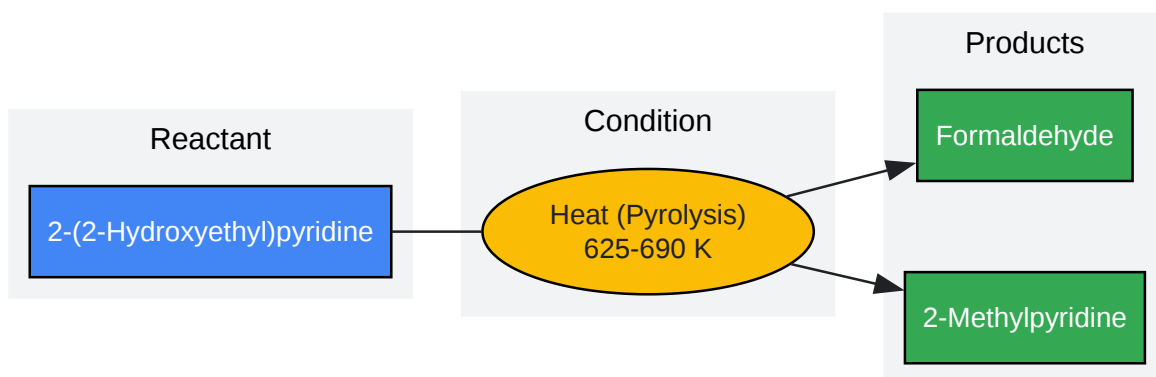 Reactant
2-(2-Hydroxyethyl)pyridine
Condition
Heat (Pyrolysis)
625-690 K
Products
Formaldehyde
2-Methylpyridine